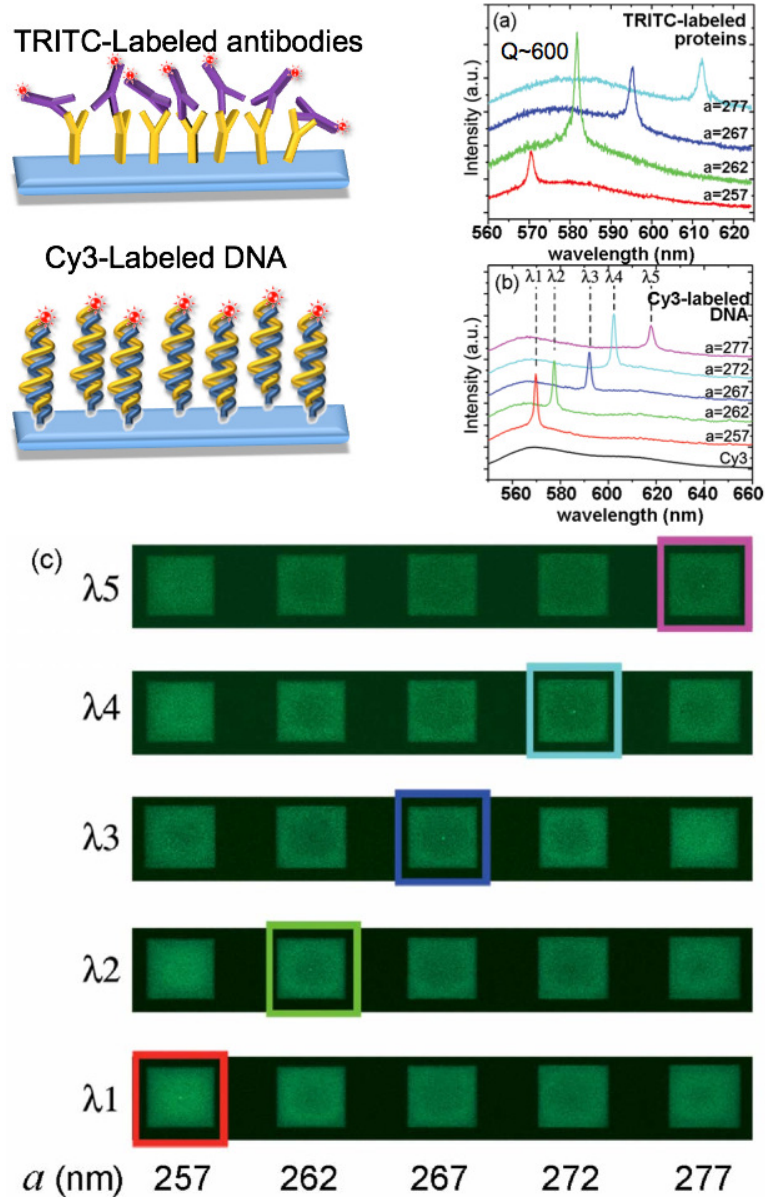 TRITC-Labeled antibodies
Cy3-Labeled DNA
(a)
TRITC-labeled
proteins
Q~600
a=277
a=267
a=262
a=257
Intensity (a.u.)
560 570 580 590 600 610 620
wavelength (nm)
λ1 λ2 λ3 λ4 λ5
(b)
Cy3-labeled
DNA
a=277
a=272
a=267
a=262
a=257
Cy3
Intensity (a.u.)
560 580 600 620 640 660
wavelength (nm)
(c)
λ5
λ4
λ3
λ2
λ1
a (nm) 257 262 267 272 277